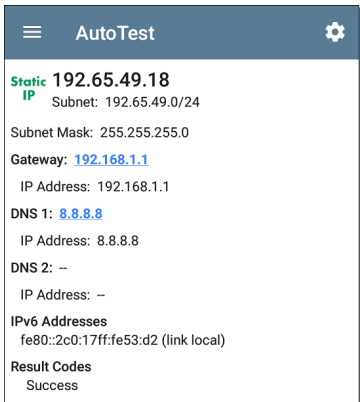 AutoTest
Static IP
192.65.49.18
Subnet: 192.65.49.0/24
Subnet Mask: 255.255.255.0
Gateway: 192.168.1.1
IP Address: 192.168.1.1
DNS 1: 8.8.8.8
IP Address: 8.8.8.8
DNS 2: --
IP Address: --
IPv6 Addresses
fe80::2c0:17ff:fe53:d2 (link local)
Result Codes
Success